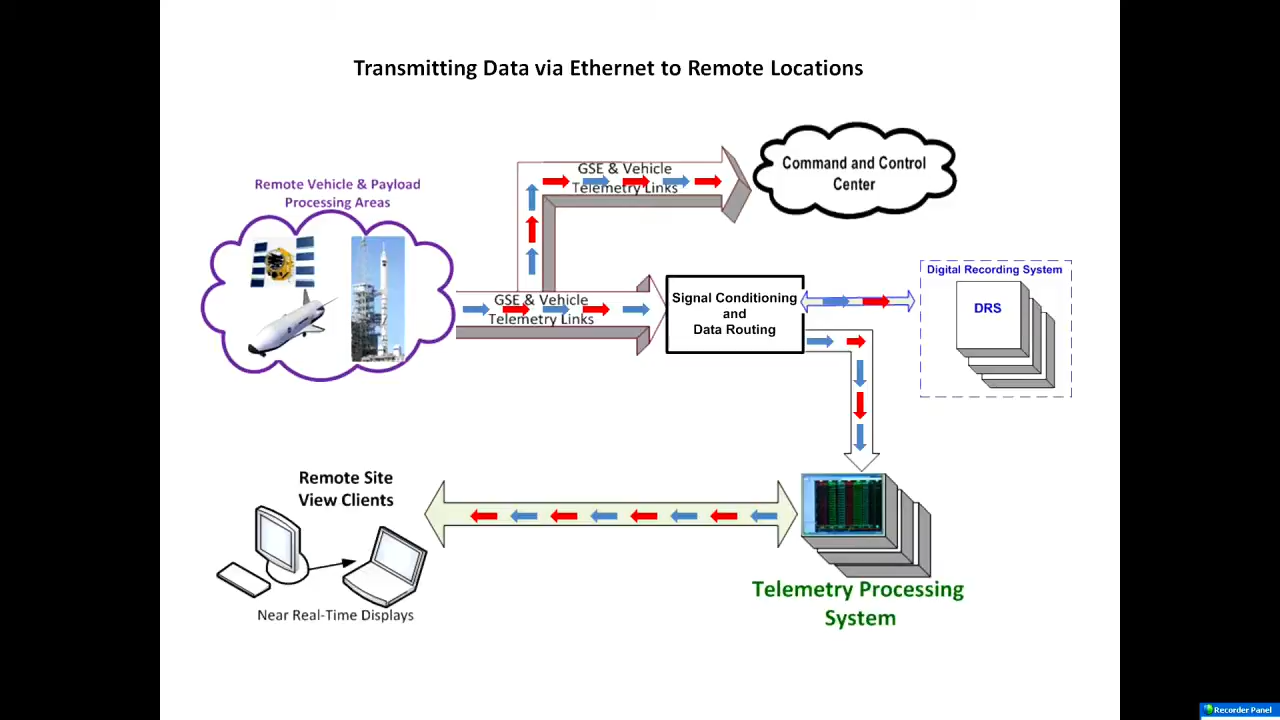 Transmitting Data via Ethernet to Remote Locations
GSE & Vehicle
Telemetry Links
Command and Control
Center
Remote Vehicle & Payload
Processing Areas
GSE & Vehicle
Telemetry Links
Signal Conditioning
and
Data Routing
Digital Recording System
DRS
Remote Site
View Clients
Near Real-Time Displays
Telemetry Processing
System
Recorder Panel